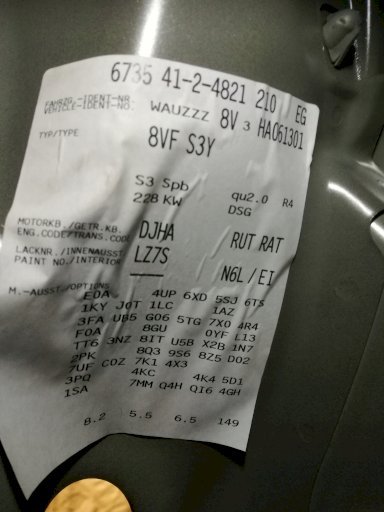 6735 41-2-4821 210 EG
FAHRZG.-IDENT-NR.
VEHICLE-IDENT-NO. WAUZZZ 8V 3 HA061301
TYP/TYPE 8VF S3Y
S3 Spb qu2.0 R4
228 KW DSG
MOTORKB./GETR.KB.
ENG.CODE/TRANS.CODE DJHA RUT RAT
LACKNR./INNENAUSST.
PAINT NO./INTERIOR LZ7S N6L/EI
M.-AUSST./OPTIONS
E0A 4UP 6XD 5SJ 6TS
1KY J0T 1LC 1AZ
3FA UB5 G06 5TG 7X0 4R4
F0A 8GU 0YF L13
TT6 3NZ 8IT U5B X2B 1N7
2PK 8Q3 9S6 8Z5 D02
7UF C0Z 7K1 4X3
3PQ 4KC 4K4 5D1
1SA 7MM Q4H QI6 4GH
8.2 5.5 6.5 149